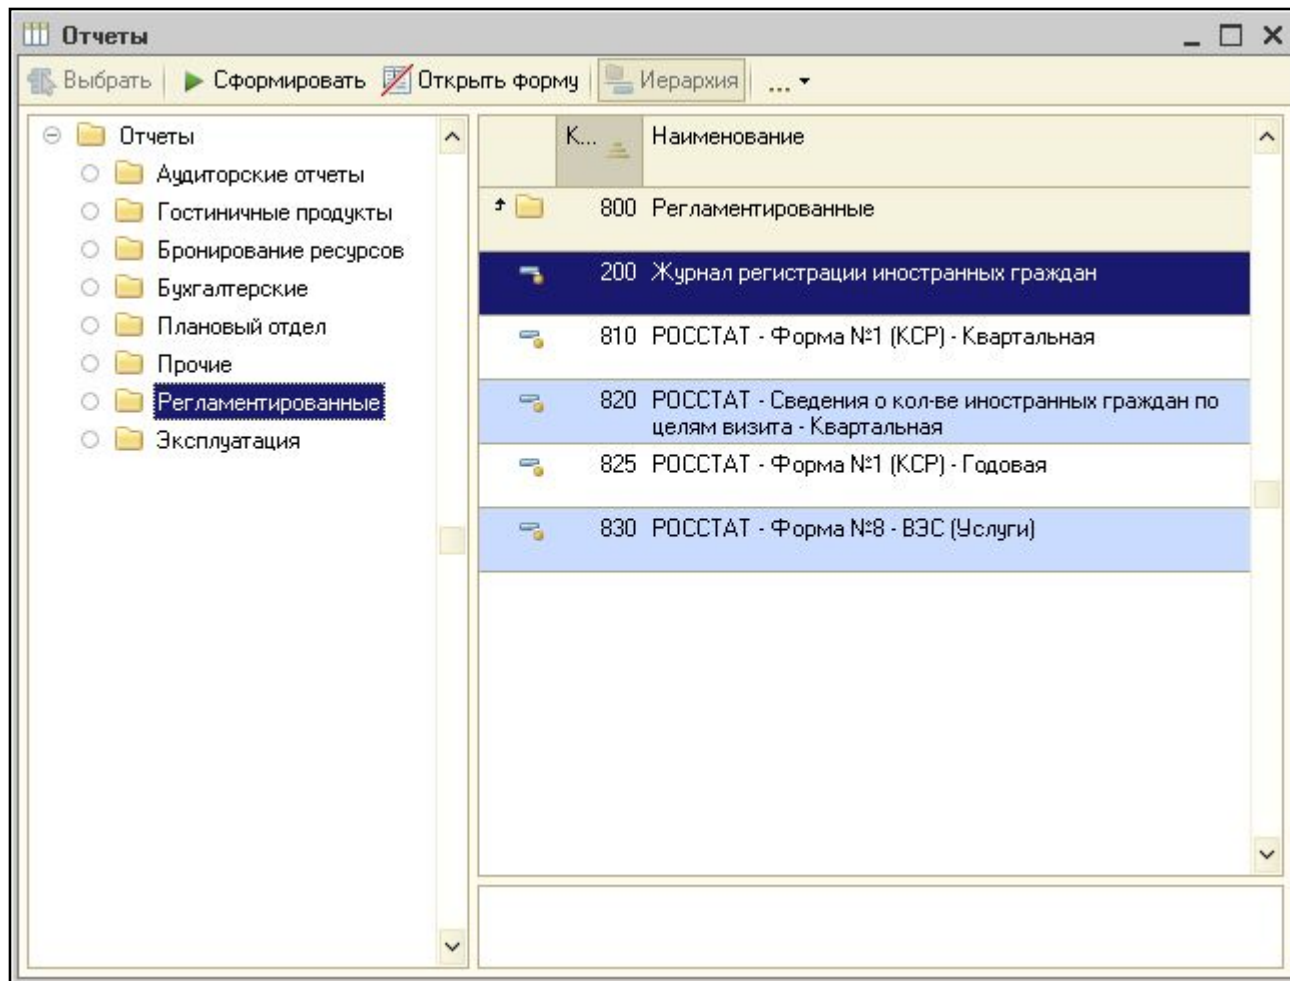 Отчеты
Выбрать Сформировать Открыть форму Иерархия ...
Отчеты
Аудиторские отчеты
Гостиничные продукты
Бронирование ресурсов
Бухгалтерские
Плановый отдел
Прочие
Регламентированные
Эксплуатация
К... Наименование
800 Регламентированные
200 Журнал регистрации иностранных граждан
810 РОССТАТ - Форма №1 (КСР) - Квартальная
820 РОССТАТ - Сведения о кол-ве иностранных граждан по
целям визита - Квартальная
825 РОССТАТ - Форма №1 (КСР) - Годовая
830 РОССТАТ - Форма №8 - ВЭС (Услуги)